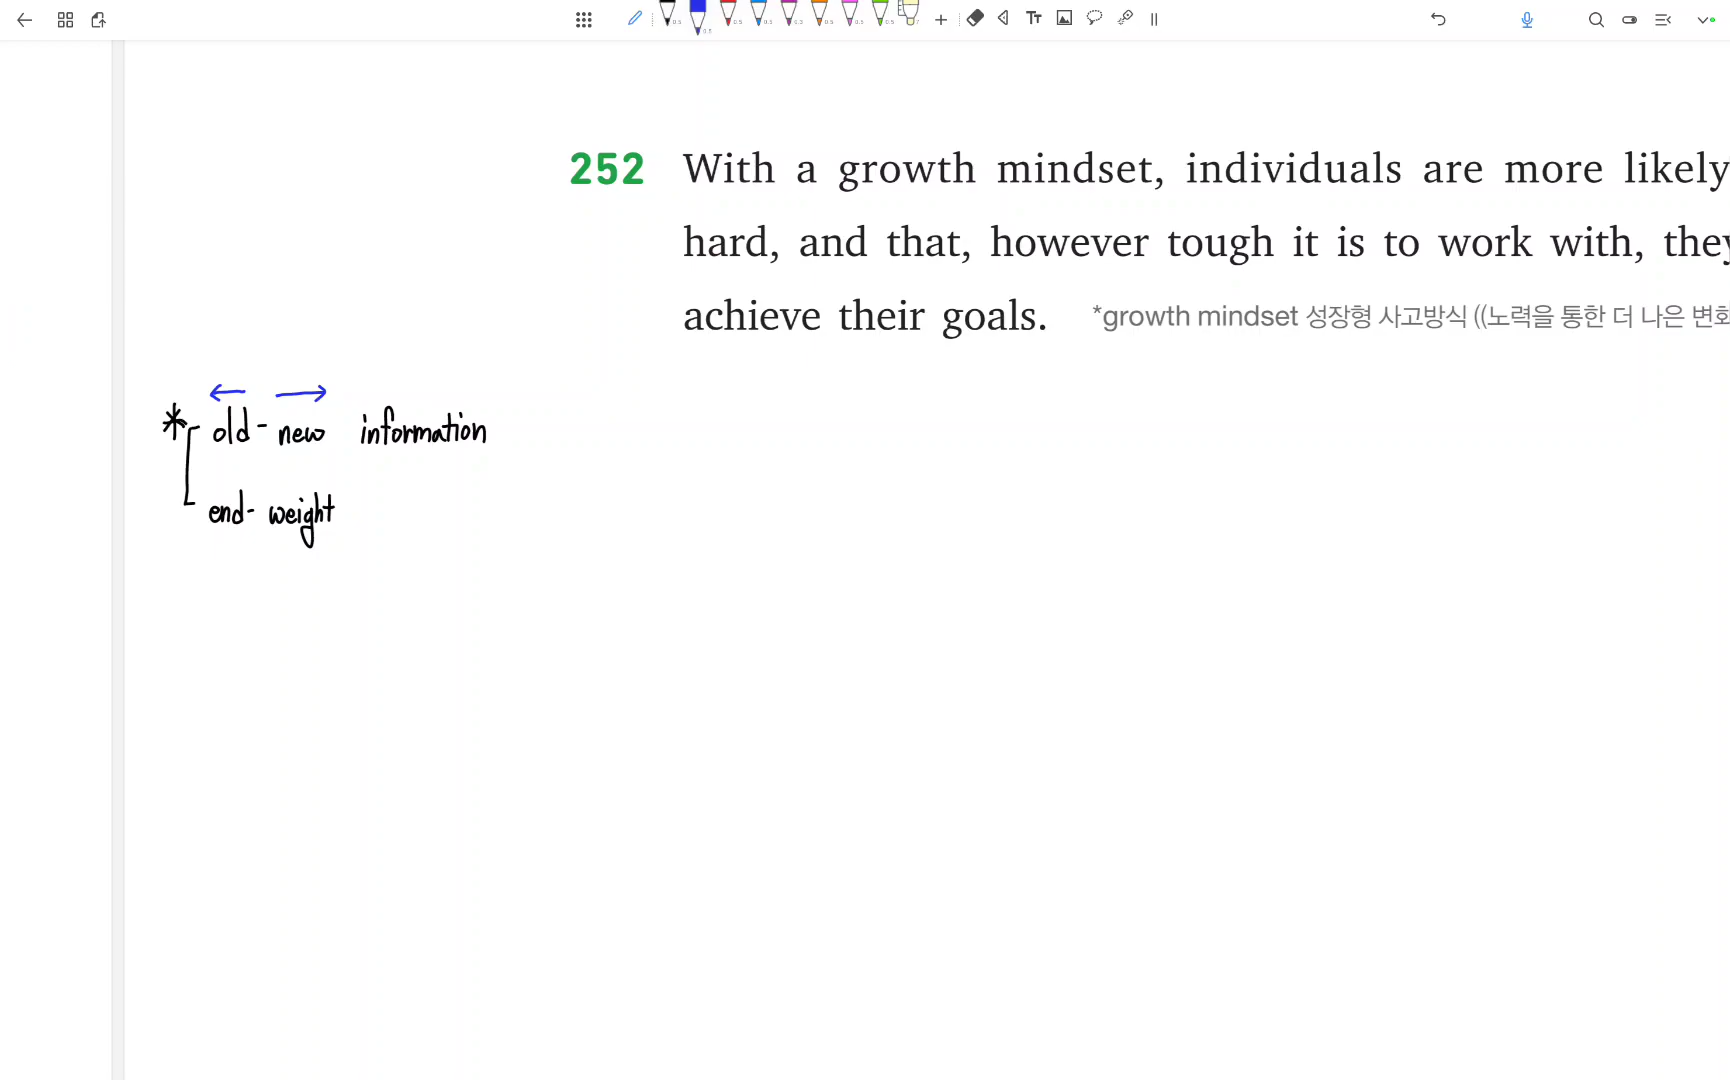 252 With a growth mindset, individuals are more likely
hard, and that, however tough it is to work with, they
achieve their goals. *growth mindset 성장형 사고방식 ((노력을 통한 더 나은 변화
* old - new information
end - weight